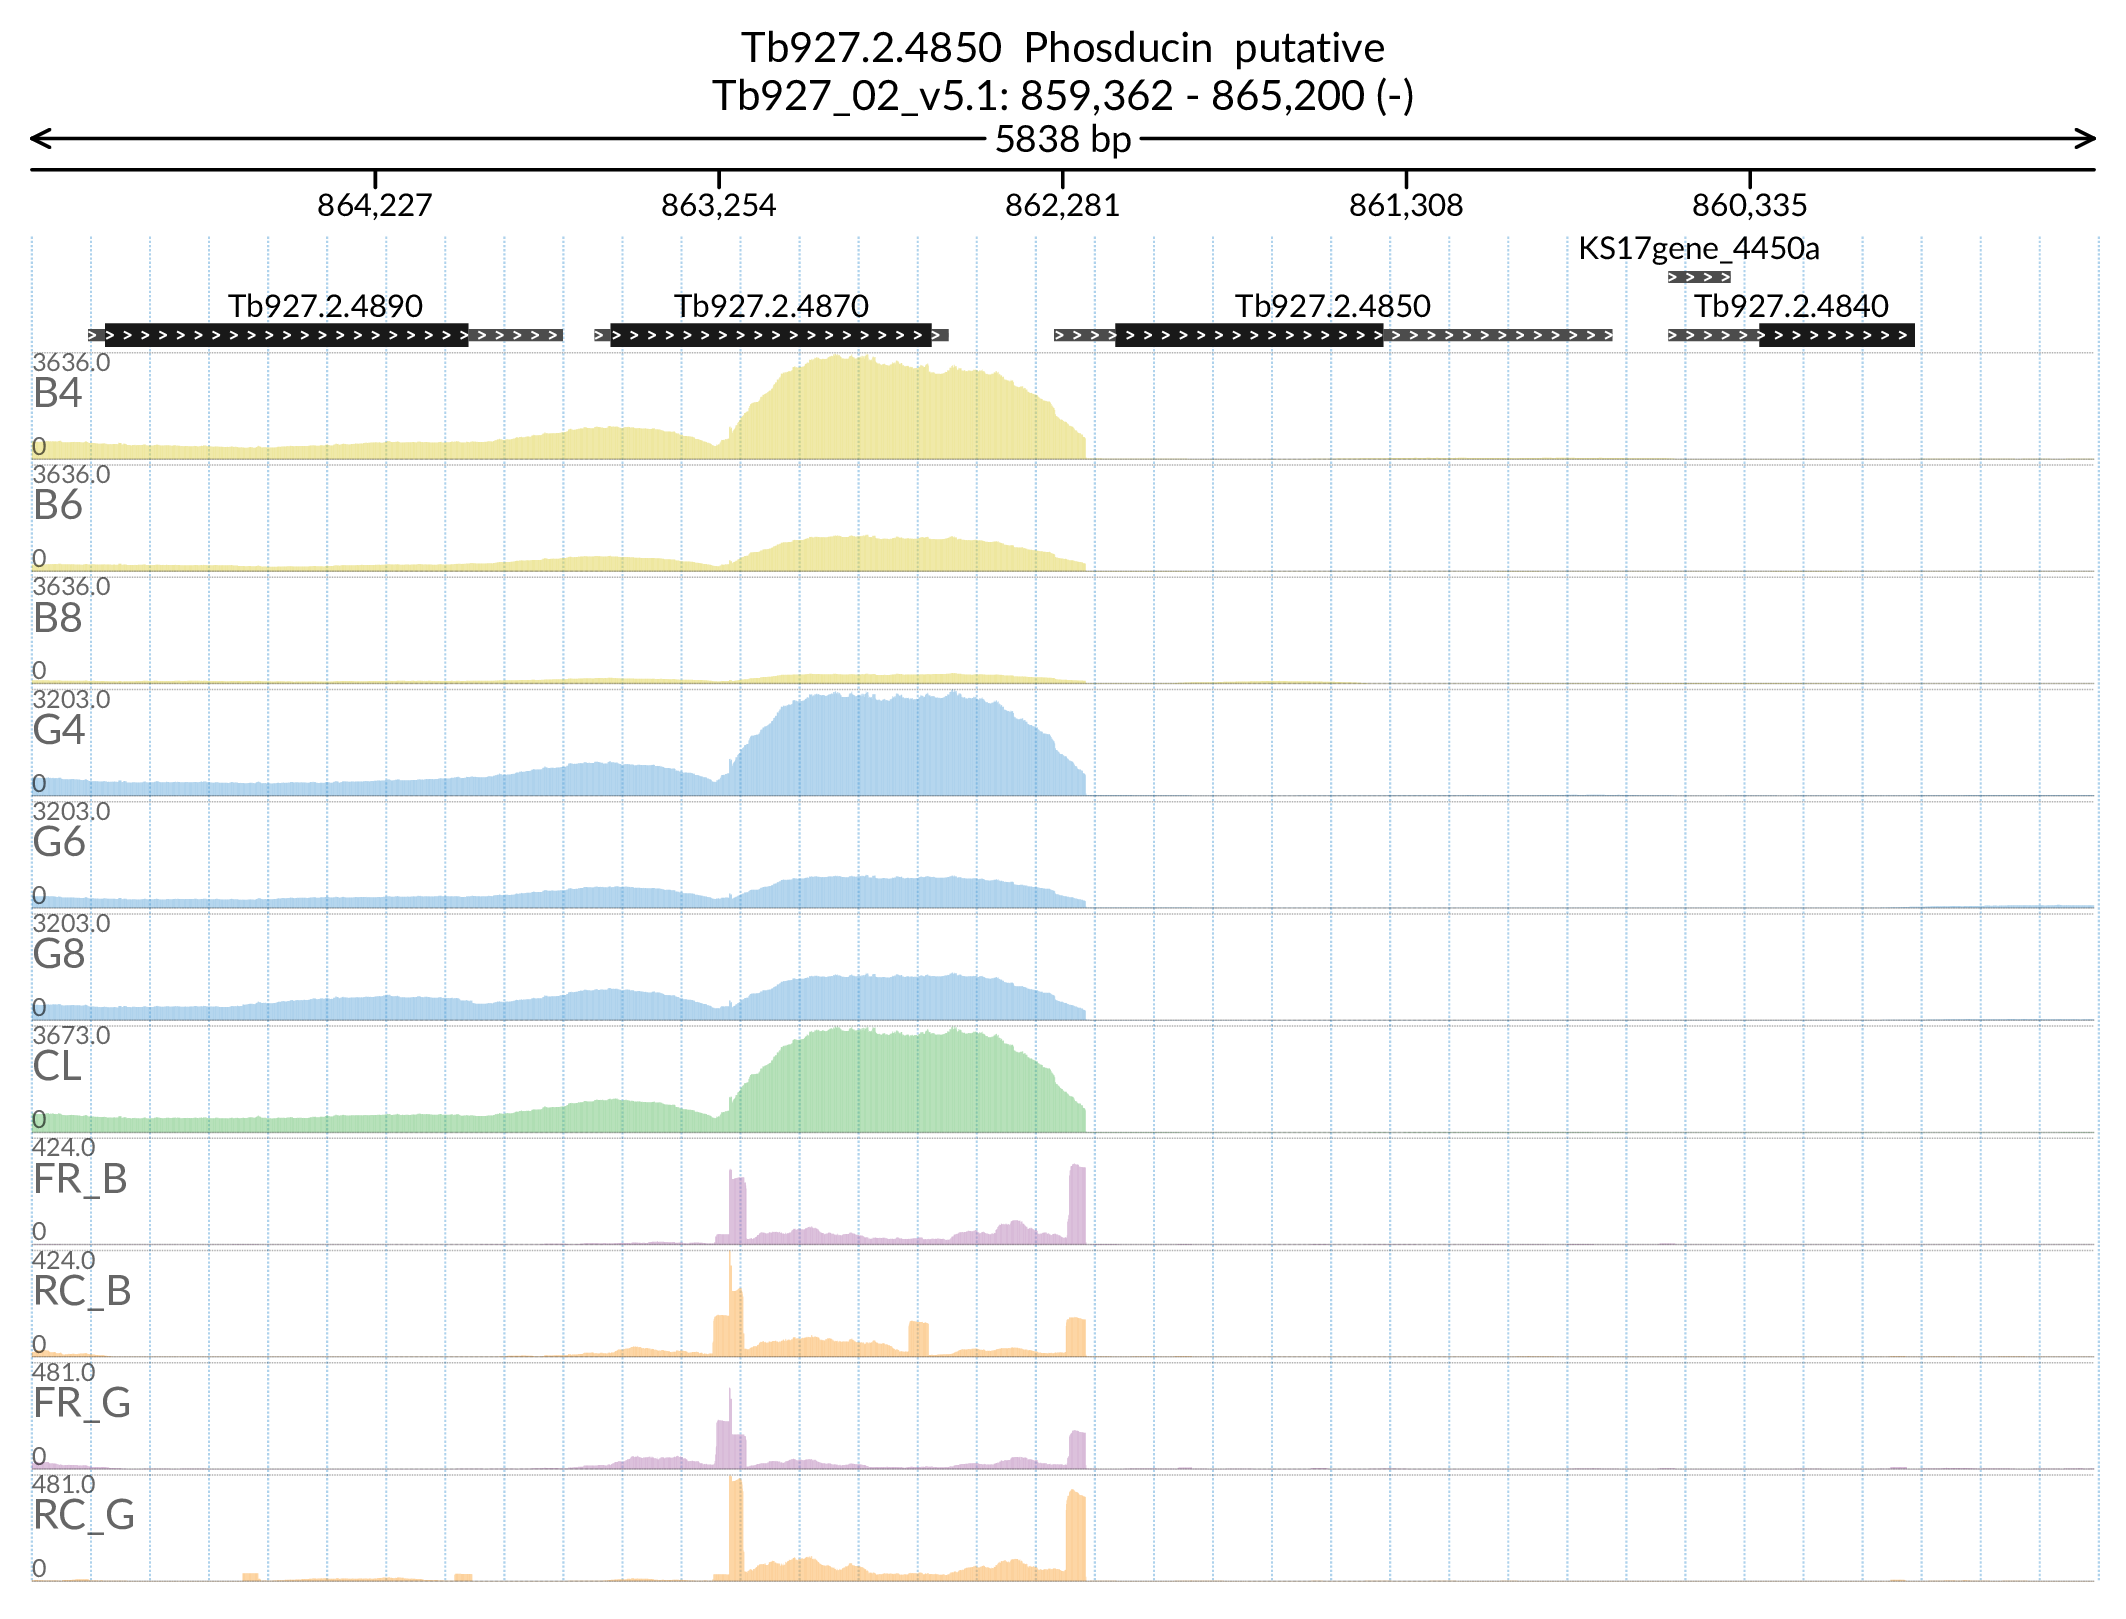 Tb927.2.4850 Phosducin putative
Tb927_02_v5.1: 859,362 - 865,200 (-)
5838 bp
864,227 863,254 862,281 861,308 860,335
KS17gene_4450a
Tb927.2.4890 Tb927.2.4870 Tb927.2.4850 Tb927.2.4840
3636.0
B4
0
3636.0
B6
0
3636.0
B8
0
3203.0
G4
0
3203.0
G6
0
3203.0
G8
0
3673.0
CL
0
424.0
FR_B
0
424.0
RC_B
0
481.0
FR_G
0
481.0
RC_G
0